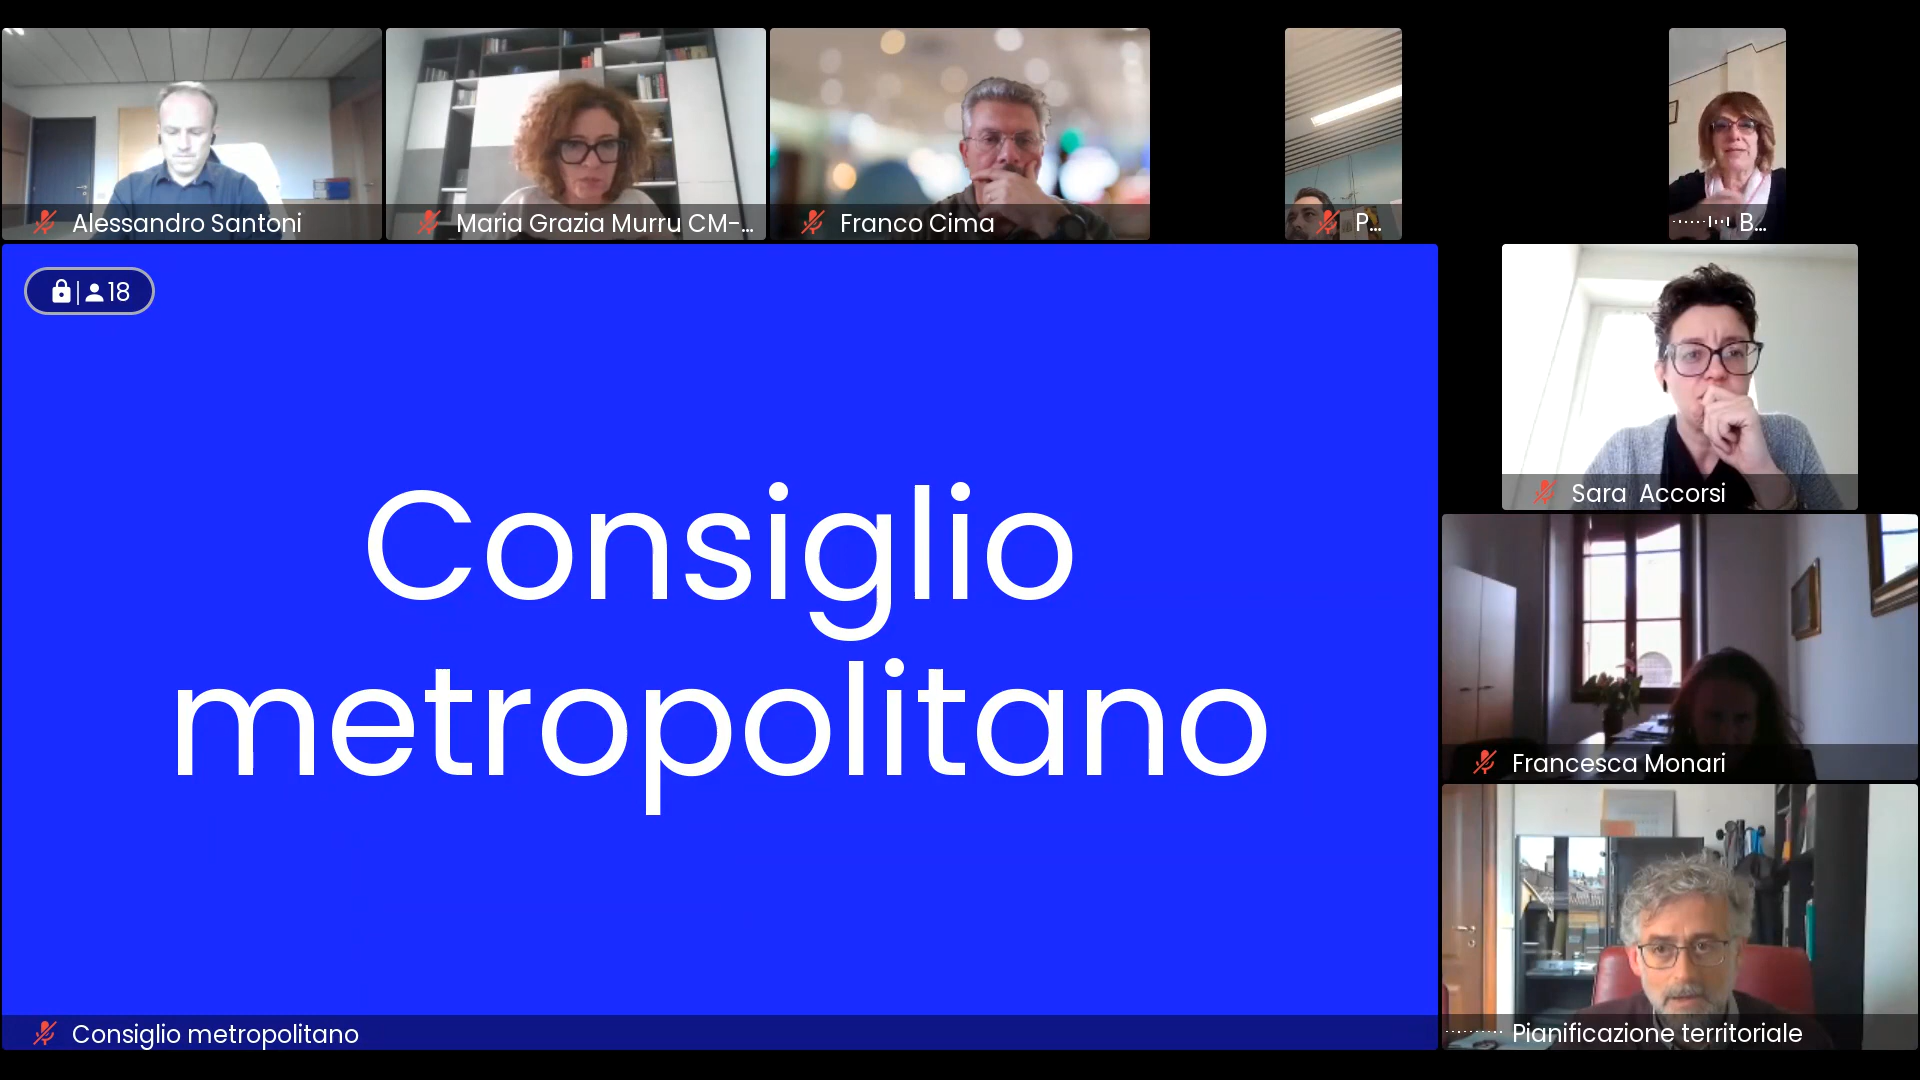 Alessandro Santoni
Maria Grazia Murru CM-...
Franco Cima
P...
B...
18
Consiglio
metropolitano
Sara Accorsi
Francesca Monari
Pianificazione territoriale
Consiglio metropolitano